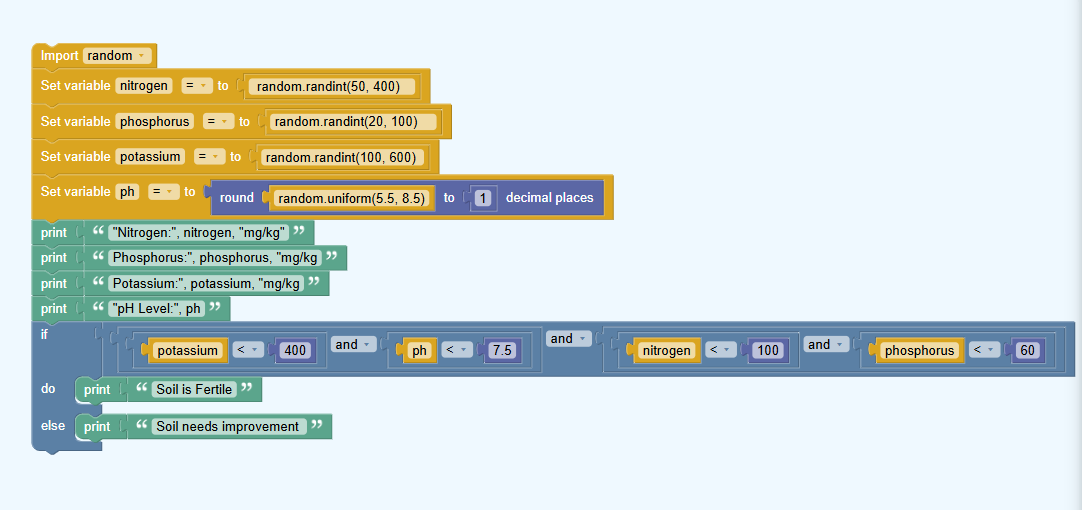 Import random
Set variable nitrogen = to random.randint(50, 400)
Set variable phosphorus = to random.randint(20, 100)
Set variable potassium = to random.randint(100, 600)
Set variable ph = to round random.uniform(5.5, 8.5) to 1 decimal places
print “ "Nitrogen:", nitrogen, "mg/kg" ”
print “ Phosphorus:", phosphorus, "mg/kg ”
print “ Potassium:", potassium, "mg/kg ”
print “ "pH Level:", ph ”
if potassium < 400 and ph < 7.5 and nitrogen < 100 and phosphorus < 60
do print “ Soil is Fertile ”
else print “ Soil needs improvement ”